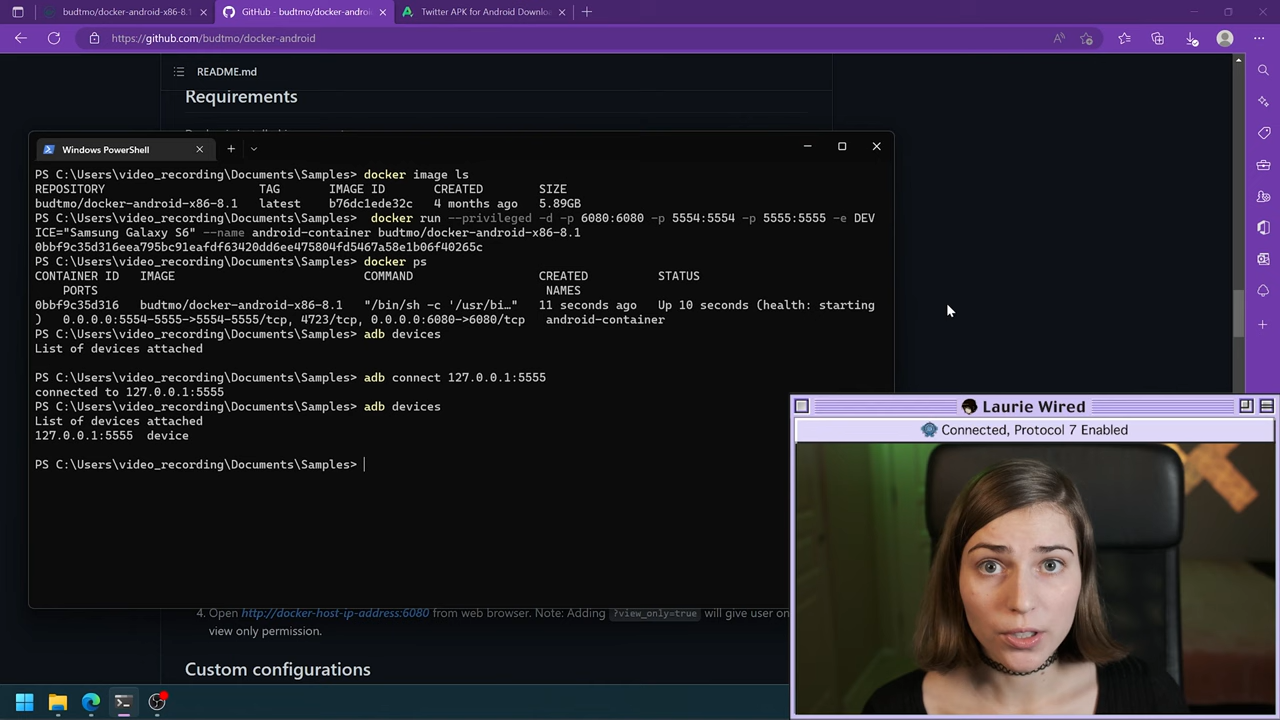 budtmo/docker-android-x86-8.1
GitHub - budtmo/docker-androi
Twitter APK for Android Downloa
https://github.com/budtmo/docker-android
README.md
Requirements
Windows PowerShell
PS C:\Users\video_recording\Documents\Samples> docker image ls
REPOSITORY TAG IMAGE ID CREATED SIZE
budtmo/docker-android-x86-8.1 latest b76dc1ede32c 4 months ago 5.89GB
PS C:\Users\video_recording\Documents\Samples> docker run --privileged -d -p 6080:6080 -p 5554:5554 -p 5555:5555 -e DEV
ICE="Samsung Galaxy S6" --name android-container budtmo/docker-android-x86-8.1
0bbf9c35d316eea795bc91eafdf63420dd6ee475804fd5467a58e1b06f40265c
PS C:\Users\video_recording\Documents\Samples> docker ps
CONTAINER ID IMAGE COMMAND CREATED STATUS
PORTS NAMES
0bbf9c35d316 budtmo/docker-android-x86-8.1 "/bin/sh -c '/usr/bi…" 11 seconds ago Up 10 seconds (health: starting
) 0.0.0.0:5554-5555->5554-5555/tcp, 4723/tcp, 0.0.0.0:6080->6080/tcp android-container
PS C:\Users\video_recording\Documents\Samples> adb devices
List of devices attached
PS C:\Users\video_recording\Documents\Samples> adb connect 127.0.0.1:5555
connected to 127.0.0.1:5555
PS C:\Users\video_recording\Documents\Samples> adb devices
List of devices attached
127.0.0.1:5555 device
PS C:\Users\video_recording\Documents\Samples>
Laurie Wired
Connected, Protocol 7 Enabled
4. Open http://docker-host-ip-address:6080 from web browser. Note: Adding ?view_only=true will give user on
view only permission.
Custom configurations